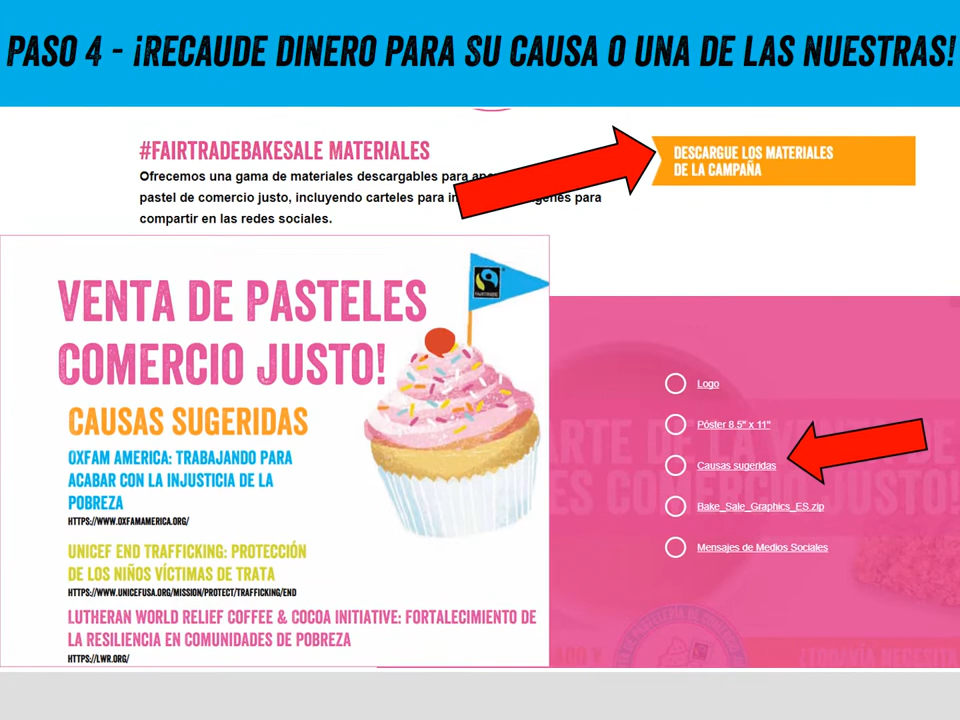 PASO 4 - ¡RECAUDE DINERO PARA SU CAUSA O UNA DE LAS NUESTRAS!
#FAIRTRADEBAKESALE MATERIALES
Ofrecemos una gama de materiales descargables para
pastel de comercio justo, incluyendo carteles para para
compartir en las redes sociales.
DESCARGUE LOS MATERIALES
DE LA CAMPAÑA
VENTA DE PASTELES
COMERCIO JUSTO!
FAIRTRADE
CAUSAS SUGERIDAS
OXFAM AMERICA: TRABAJANDO PARA
ACABAR CON LA INJUSTICIA DE LA
POBREZA
HTTPS://WWW.OXFAMAMERICA.ORG/
UNICEF END TRAFFICKING: PROTECCIÓN
DE LOS NIÑOS VÍCTIMAS DE TRATA
HTTPS://WWW.UNICEFUSA.ORG/MISSION/PROTECT/TRAFFICKING/END
LUTHERAN WORLD RELIEF COFFEE & COCOA INITIATIVE: FORTALECIMIENTO DE
LA RESILIENCIA EN COMUNIDADES DE POBREZA
HTTPS://LWR.ORG/
Logo
Póster 8.5" x 11"
Causas sugeridas
Bake_Sale_Graphics_ES.zip
Mensajes de Medios Sociales